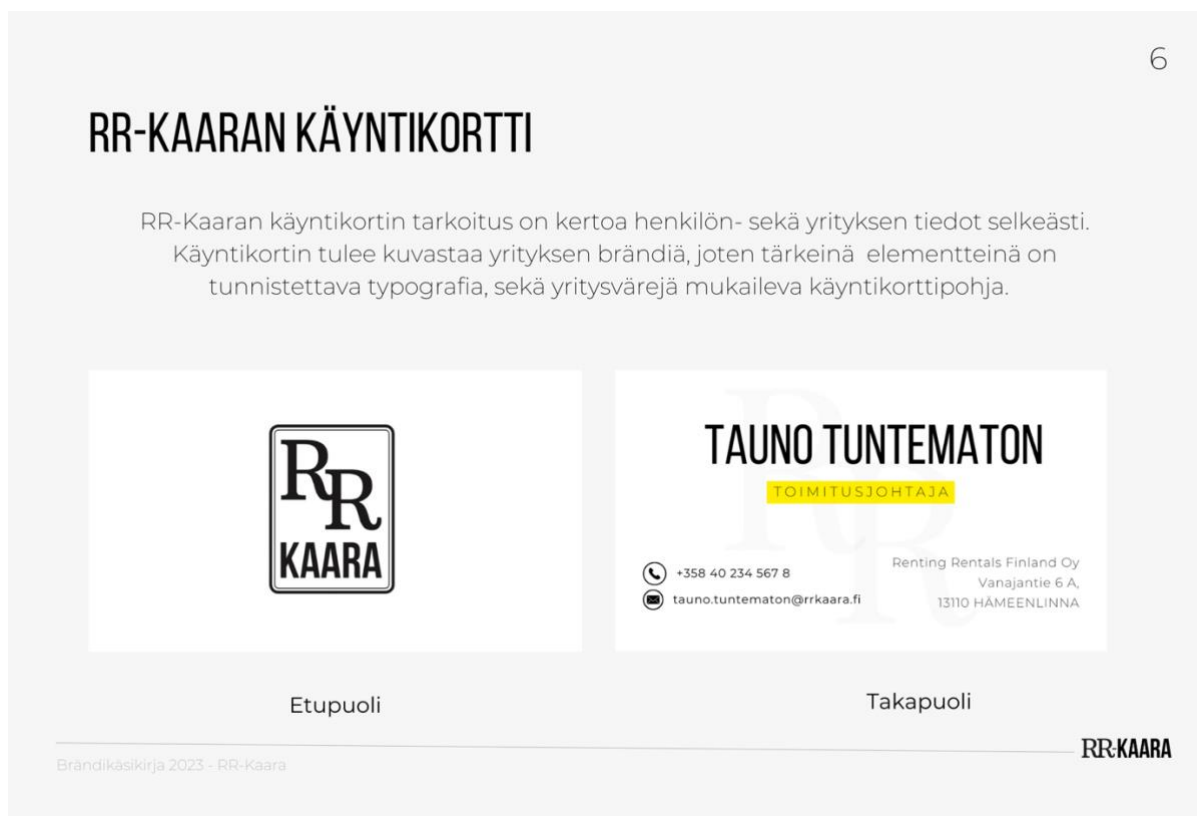 6
RR-KAARAN KÄYNTIKORTTI
RR-Kaaran käyntikortin tarkoitus on kertoa henkilön- sekä yrityksen tiedot selkeästi.
Käyntikortin tulee kuvastaa yrityksen brändiä, joten tärkeinä elementteinä on
tunnistettava typografia, sekä yritysvärejä mukaileva käyntikorttipohja.
RR
KAARA
RR
TAUNO TUNTEMATON
TOIMITUSJOHTAJA
+358 40 234 567 8
tauno.tuntematon@rrkaara.fi
Renting Rentals Finland Oy
Vanajantie 6 A,
13110 HÄMEENLINNA
Etupuoli
Takapuoli
Brändikäsikirja 2023 - RR-Kaara
RR-KAARA